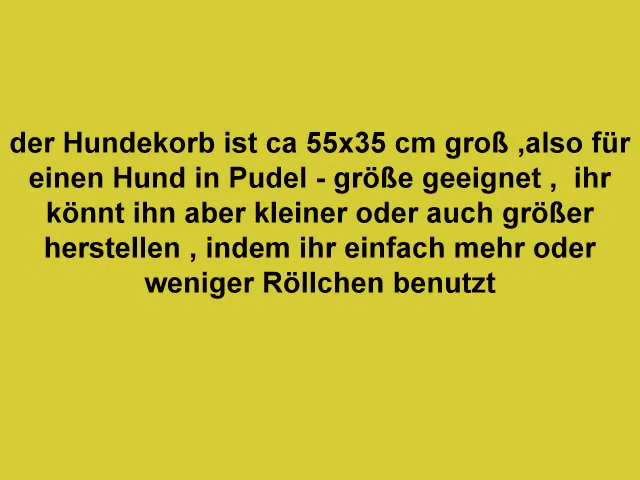 der Hundekorb ist ca 55x35 cm groß ,also für
einen Hund in Pudel - größe geeignet ,  ihr
könnt ihn aber kleiner oder auch größer
herstellen , indem ihr einfach mehr oder
weniger Röllchen benutzt